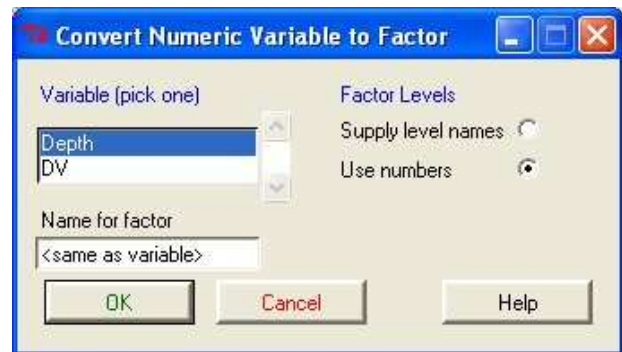 Convert Numeric Variable to Factor
Variable (pick one)
Depth
DV
Factor Levels
Supply level names
Use numbers
Name for factor
<same as variable>
OK
Cancel
Help